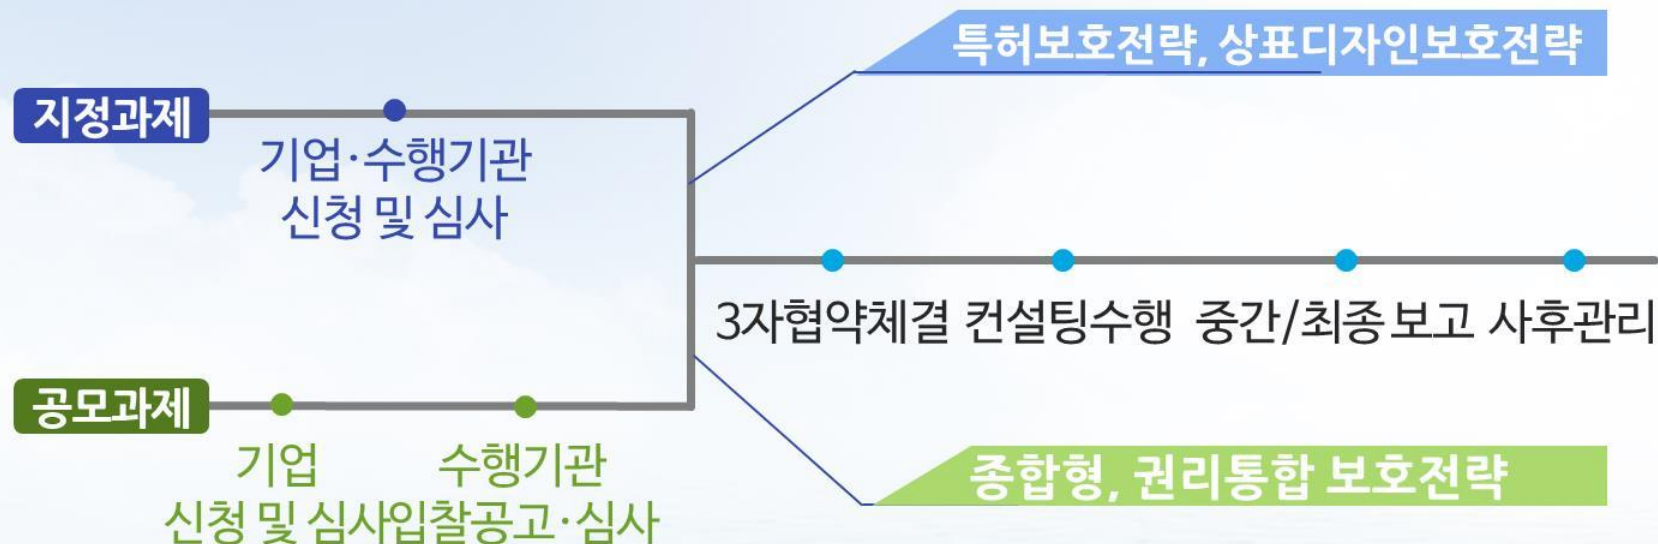 특허보호전략, 상표디자인보호전략
지정과제
기업·수행기관
신청 및 심사
3자협약체결 컨설팅수행 중간/최종 보고 사후관리
공모과제
기업 수행기관
신청 및 심사입찰공고·심사
종합형, 권리통합 보호전략